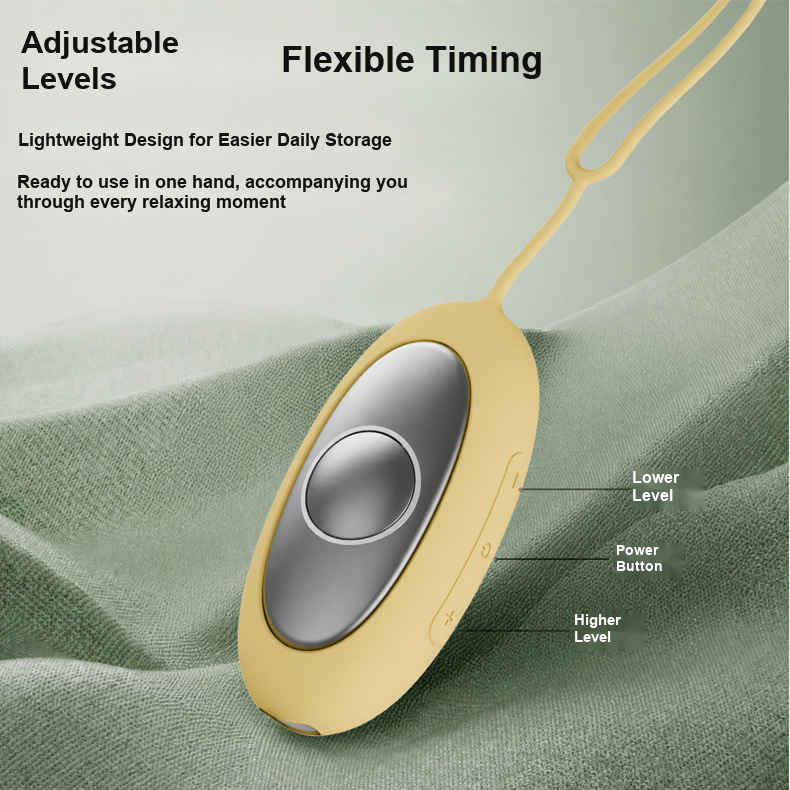 Adjustable
Levels
Flexible Timing
Lightweight Design for Easier Daily Storage
Ready to use in one hand, accompanying you
through every relaxing moment
Lower
Level
Power
Button
Higher
Level